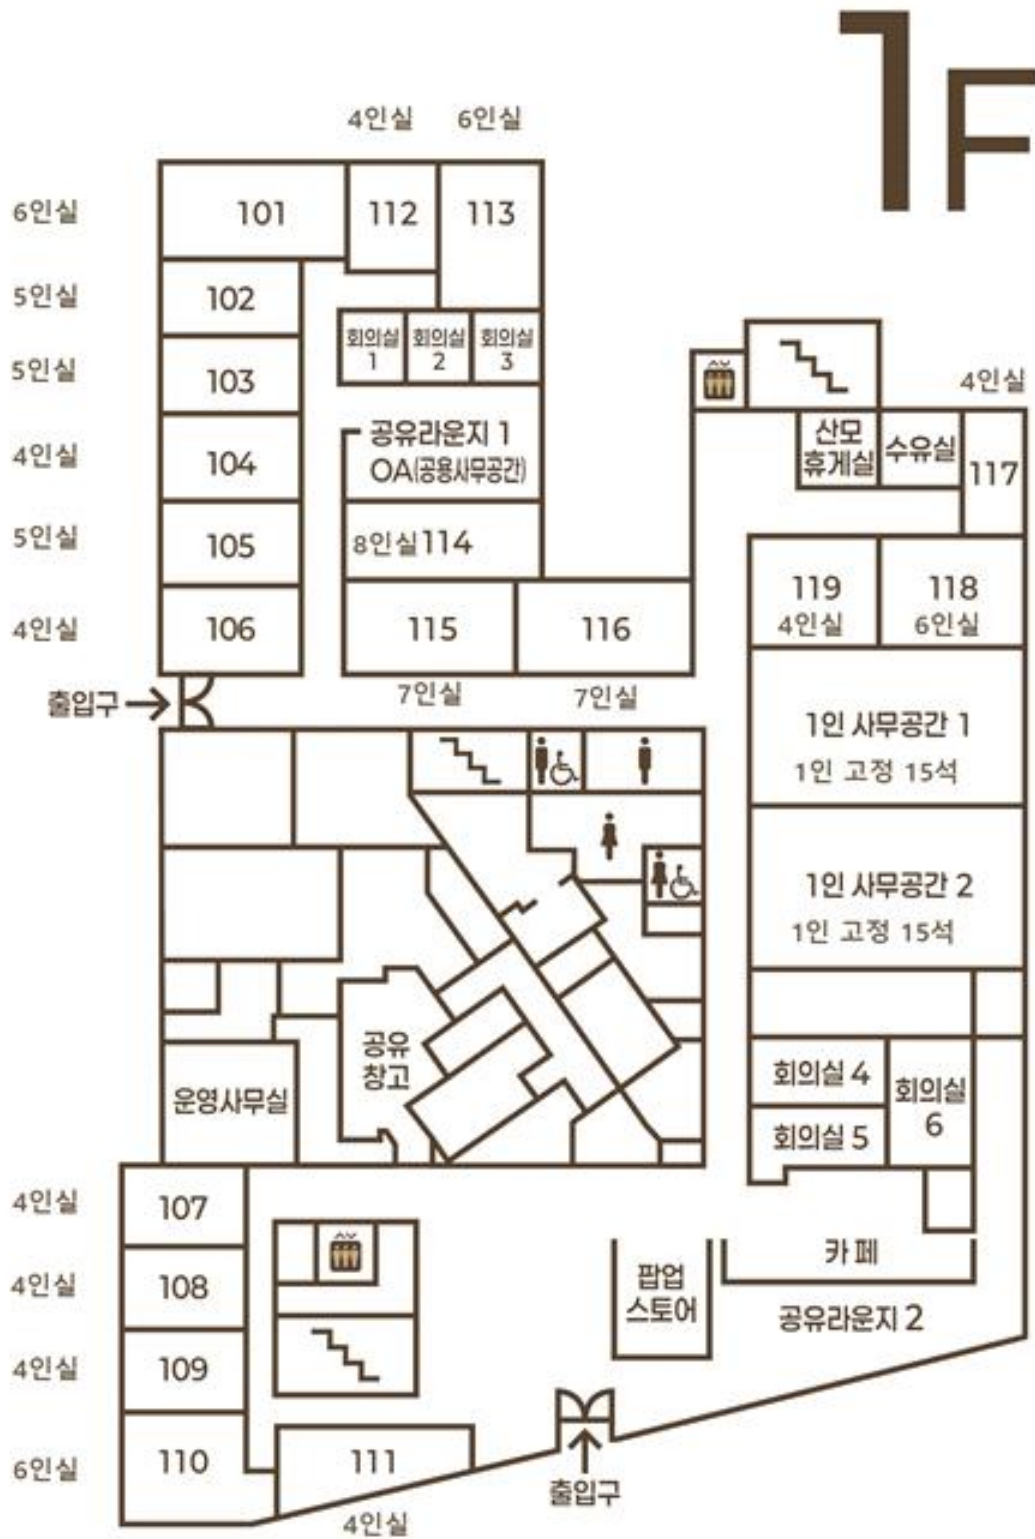 1F
4인실 6인실
6인실 101 112 113
5인실 102
회의실 1 회의실 2 회의실 3
5인실 103
4인실
공유라운지 1
산모 휴게실 수유실 117
4인실 104 OA(공용사무공간)
5인실 105 8인실 114
119 118
4인실 6인실
4인실 106 115 116
7인실 7인실
출입구
1인 사무공간 1
1인 고정 15석
1인 사무공간 2
1인 고정 15석
공유 창고
운영사무실
회의실 4 회의실 6
회의실 5
4인실 107
4인실 108
팝업 스토어 카페
공유라운지 2
4인실 109
6인실 110 111
출입구
4인실